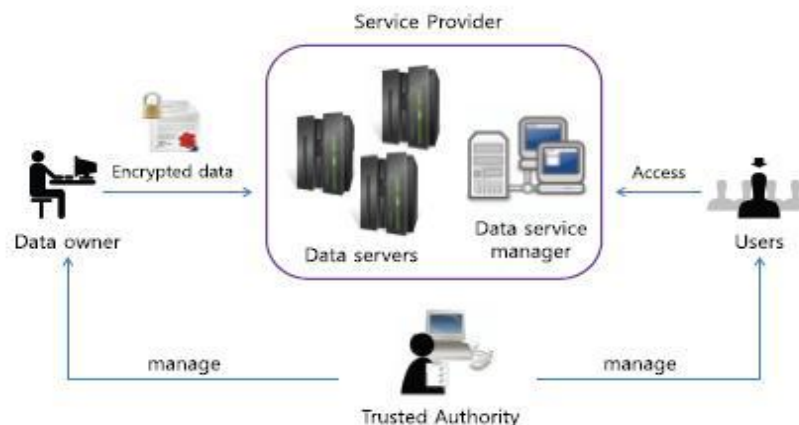 Service Provider
Encrypted data
Access
Data owner
Data servers
Data service
manager
Users
manage
manage
Trusted Authority